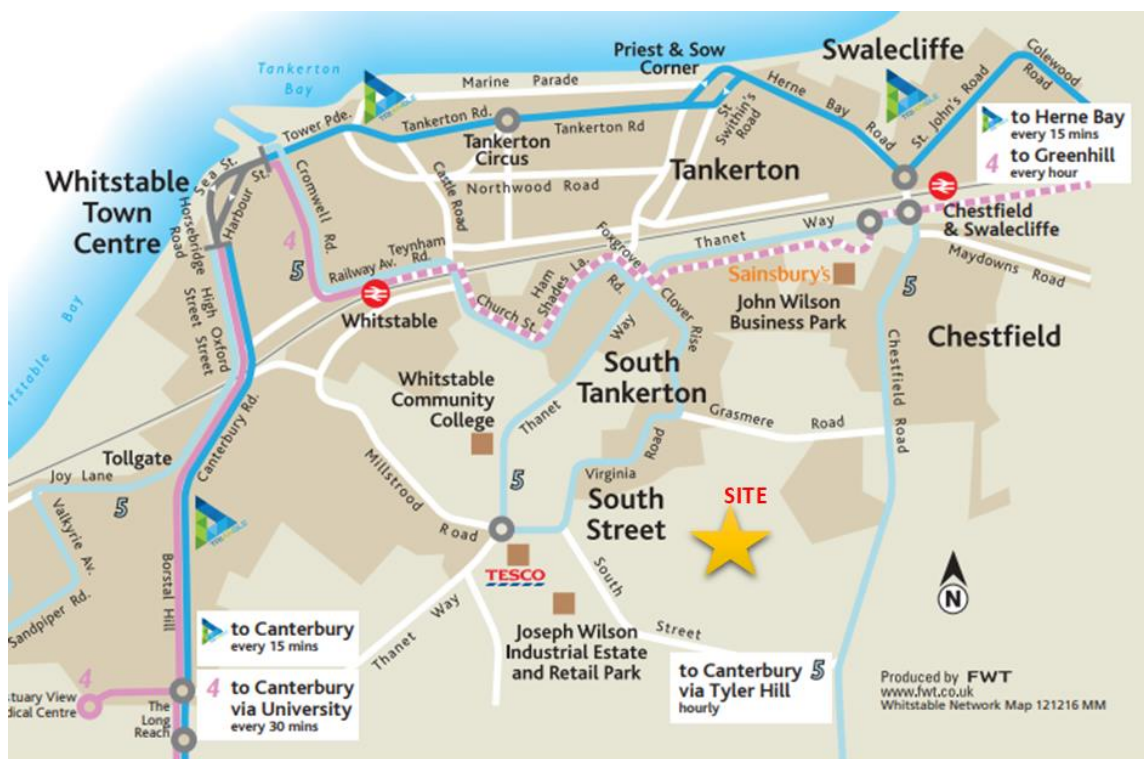 Tankerton
Bay
Priest & Sow
Corner
Swalecliffe
Marine Parade
Tower Pde.
Tankerton Rd.
Tankerton
Circus
Tankerton Rd
St
Swithin's
Road
Herne Bay Road
St. John's Road
Colewood
Road
to Herne Bay
every 15 mins
4 to Greenhill
every hour
Whitstable
Town
Centre
Sea St.
Harbour St.
Horsebridge
Road
Cromwell Rd.
Castle Road
Northwood Road
Tankerton
4
5
Railway Av.
Teynham
Rd.
Whitstable
Church St.
Ham
Shades La.
Foxgrove
Rd.
Thanet Way
Chestfield
& Swalecliffe
Maydowns Road
Sainsbury's
John Wilson
Business Park
5
Chestfield
Chestfield Road
Clover Rise
South
Tankerton
Grasmere Road
Whitstable
Community
College
Thanet Way
5
Virginia Road
South
Street
SITE
High
Street
Oxford
Street
Bay
Canterbury Rd.
Tollgate
Joy Lane
5
Valkyrie Av.
Sandpiper Rd.
Borstal Hill
Millstrood
Road
TESCO
Thanet Way
South Street
Joseph Wilson
Industrial Estate
and Retail Park
to Canterbury
every 15 mins
4 to Canterbury
via University
every 30 mins
4
The
Long
Reach
to Canterbury 5
via Tyler Hill
hourly
N
Produced by FWT
www.fwt.co.uk
Whitstable Network Map 121216 MM